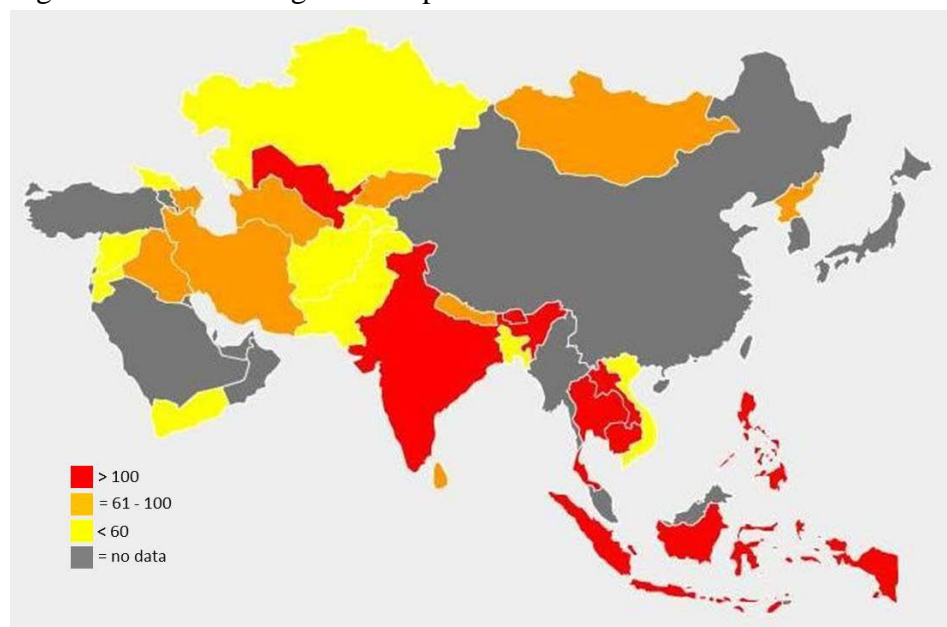 > 100
= 61 - 100
< 60
= no data